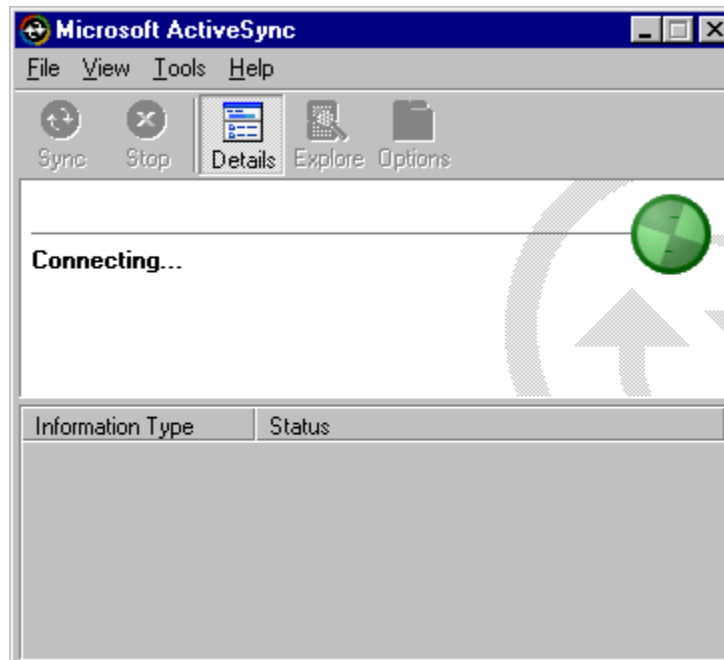 Microsoft ActiveSync
File View Tools Help
Sync Stop Details Explore Options
Connecting...
Information Type Status